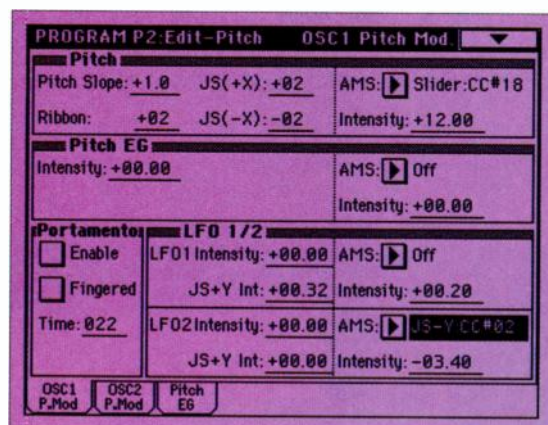 PROGRAM P2:Edit-Pitch OSC1 Pitch Mod.
Pitch
Pitch Slope: +1.0 JS(+X): +02 AMS: Slider:CC#18
Ribbon: +02 JS(-X): -02 Intensity: +12.00
Pitch EG
Intensity: +00.00 AMS: Off
Intensity: +00.00
Portamento LFO 1/2
Enable LFO1 Intensity: +00.00 AMS: Off
Fingered JS+Y Int: +00.32 Intensity: +00.20
Time: 022 LFO2 Intensity: +00.00 AMS: JS-Y:CC#02
JS+Y Int: +00.00 Intensity: -03.40
OSC1 P.Mod OSC2 P.Mod Pitch EG